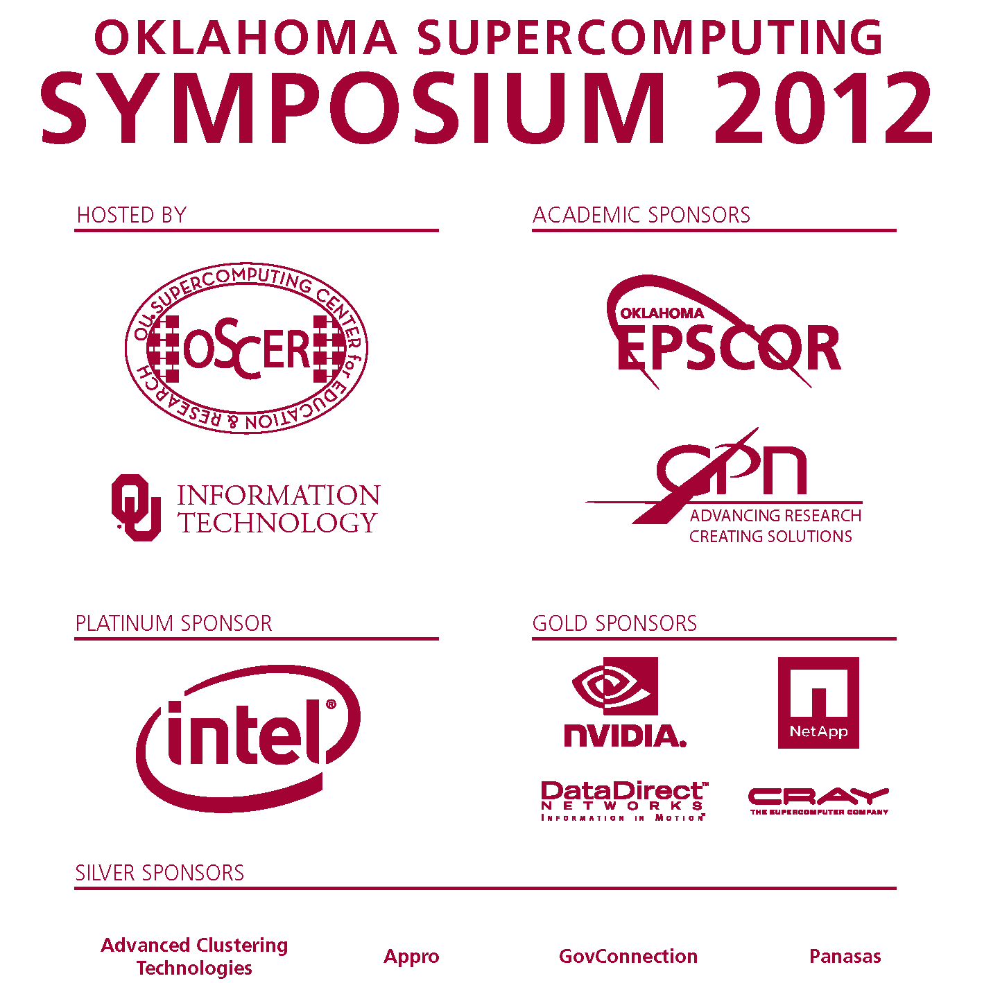 OKLAHOMA SUPERCOMPUTING
SYMPOSIUM 2012
HOSTED BY
OU SUPERCOMPUTING CENTER for EDUCATION & RESEARCH
OSCER
OU
INFORMATION
TECHNOLOGY
ACADEMIC SPONSORS
OKLAHOMA
EPSCOR
GPN
ADVANCING RESEARCH
CREATING SOLUTIONS
PLATINUM SPONSOR
intel®
GOLD SPONSORS
NVIDIA.
NetApp
DataDirect™
NETWORKS
INFORMATION IN MOTION™
CRAY
THE SUPERCOMPUTER COMPANY
SILVER SPONSORS
Advanced Clustering
Technologies
Appro
GovConnection
Panasas